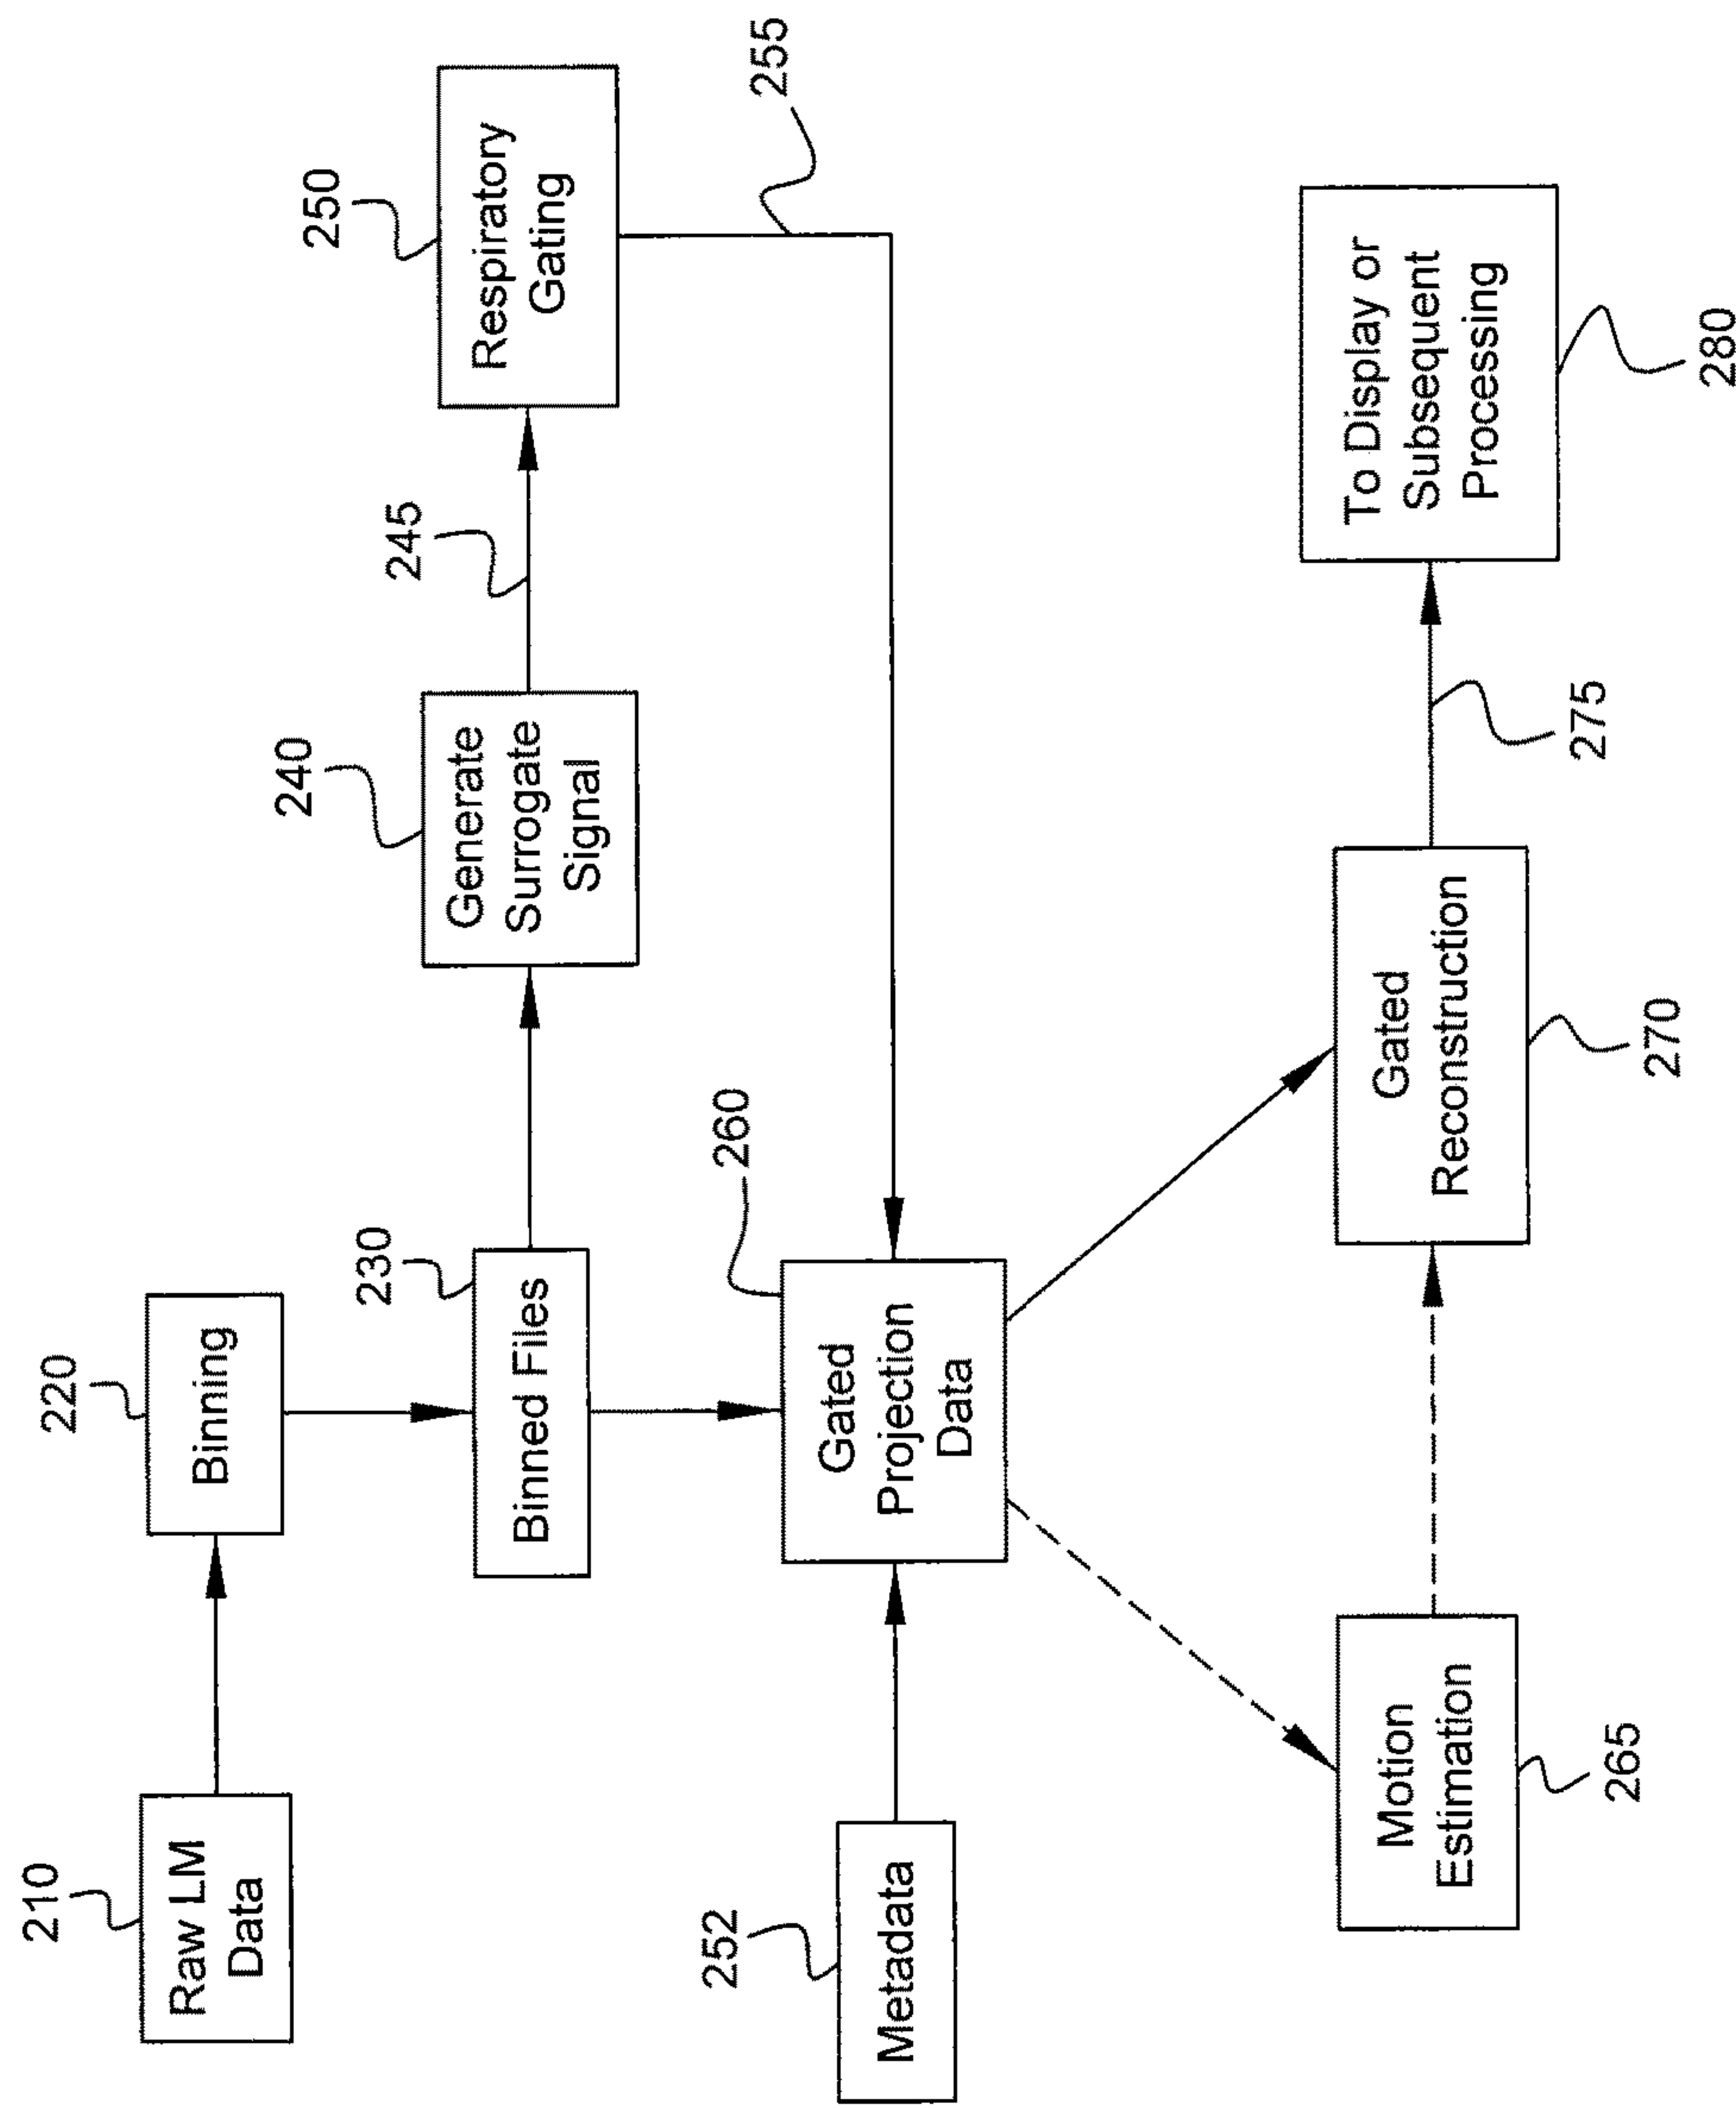 210
Raw LM
Data
220
Binning
230
Binned Files
240
Generate
Surrogate
Signal
245
250
Respiratory
Gating
255
252
Metadata
260
Gated
Projection
Data
265
Motion
Estimation
270
Gated
Reconstruction
275
To Display or
Subsequent
Processing
280